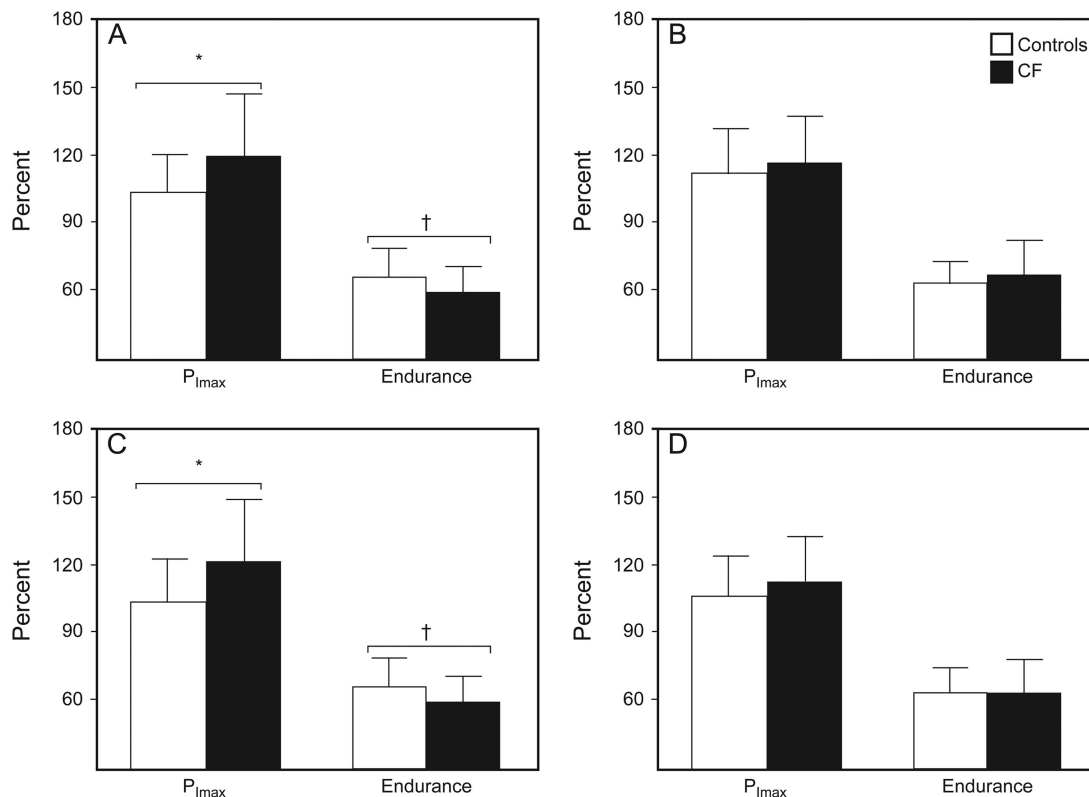 A
B
Controls
CF
180
150
120
90
60
Percent
*
†
PImax
Endurance
180
150
120
90
60
Percent
PImax
Endurance
C
D
180
150
120
90
60
Percent
*
†
PImax
Endurance
180
150
120
90
60
Percent
PImax
Endurance